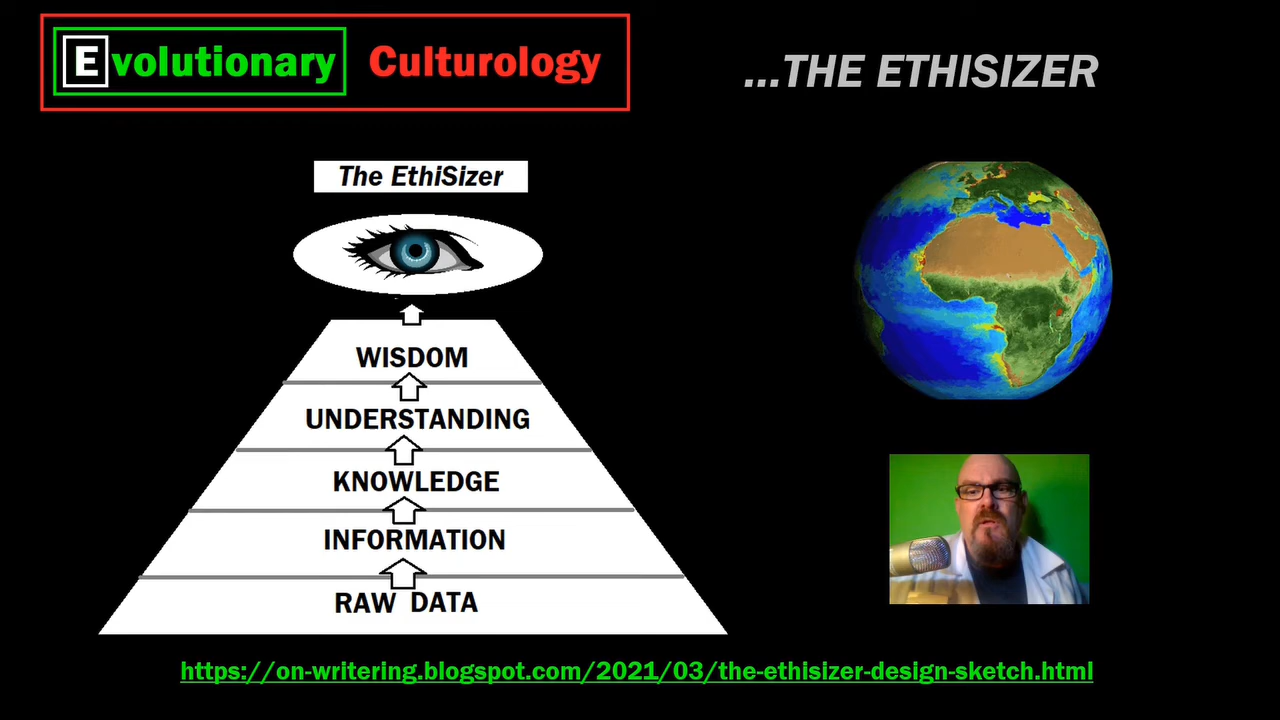 Evolutionary Culturology
...THE ETHISIZER
The EthiSizer
WISDOM
UNDERSTANDING
KNOWLEDGE
INFORMATION
RAW DATA
https://on-writering.blogspot.com/2021/03/the-ethisizer-design-sketch.html